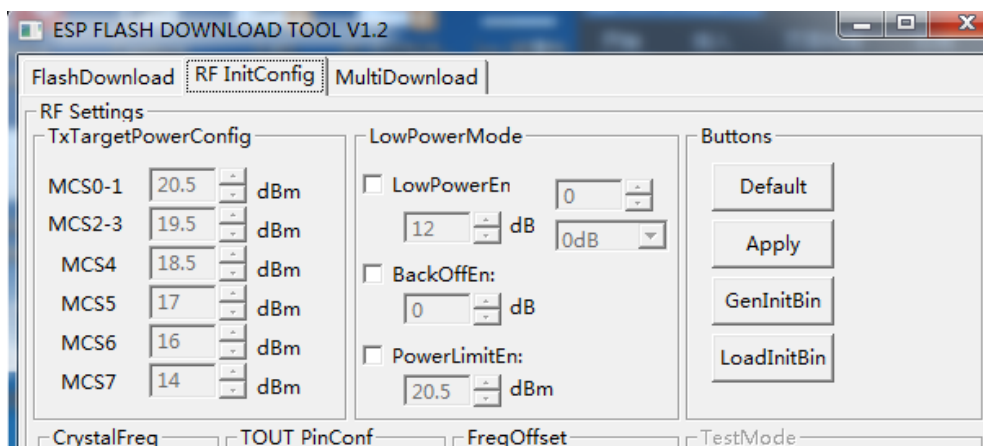 ESP FLASH DOWNLOAD TOOL V1.2
FlashDownload RF InitConfig MultiDownload
RF Settings
TxTargetPowerConfig
MCS0-1 20.5 dBm
MCS2-3 19.5 dBm
MCS4 18.5 dBm
MCS5 17 dBm
MCS6 16 dBm
MCS7 14 dBm
LowPowerMode
LowPowerEn 0
12 dB 0dB
BackOffEn:
0 dB
PowerLimitEn:
20.5 dBm
Buttons
Default
Apply
GenInitBin
LoadInitBin
CrystalFreq TOUT PinConf FreqOffset TestMode